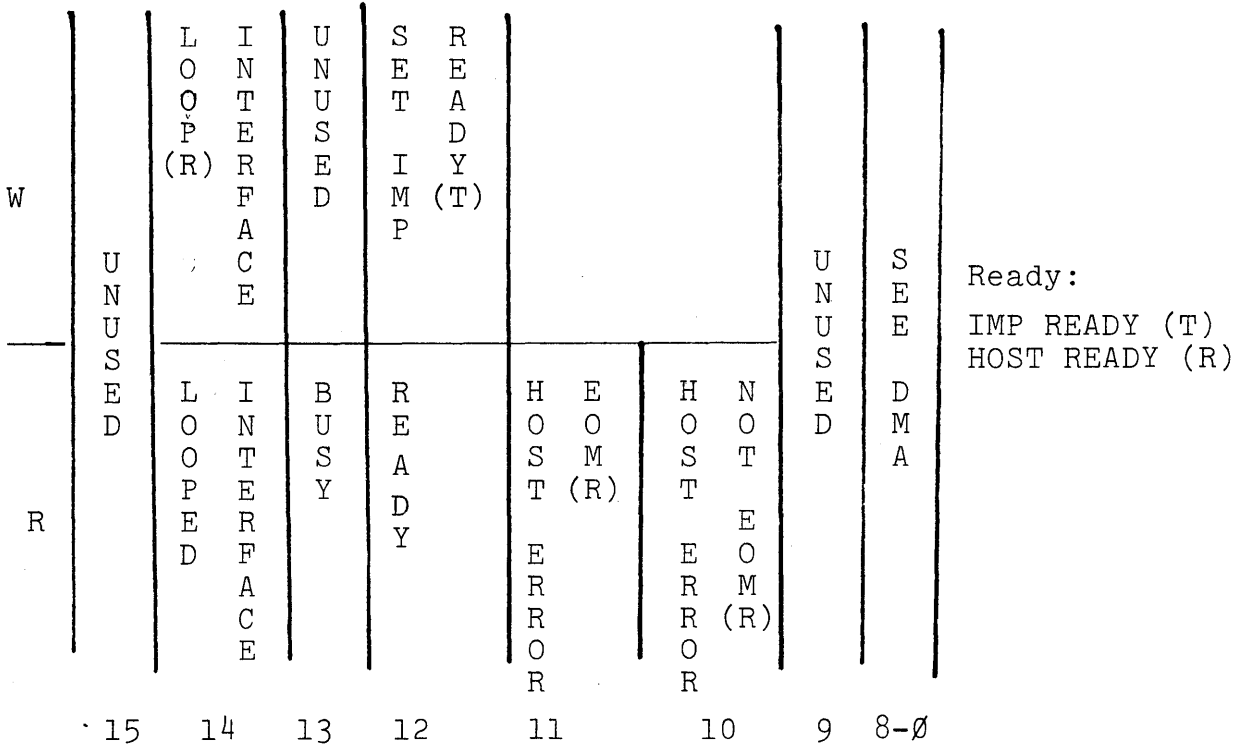 W
UNUSED
LOOP(R)
INTERFACE
UNUSED
SET IMP
READY(T)
UNUSED
SEE DMA
Ready:
IMP READY (T)
HOST READY (R)
R
LOOPED
INTERFACE
BUSY
READY
HOST ERROR
EOM(R)
HOST ERROR
NOT EOM(R)
15 14 13 12 11 10 9 8-Ø